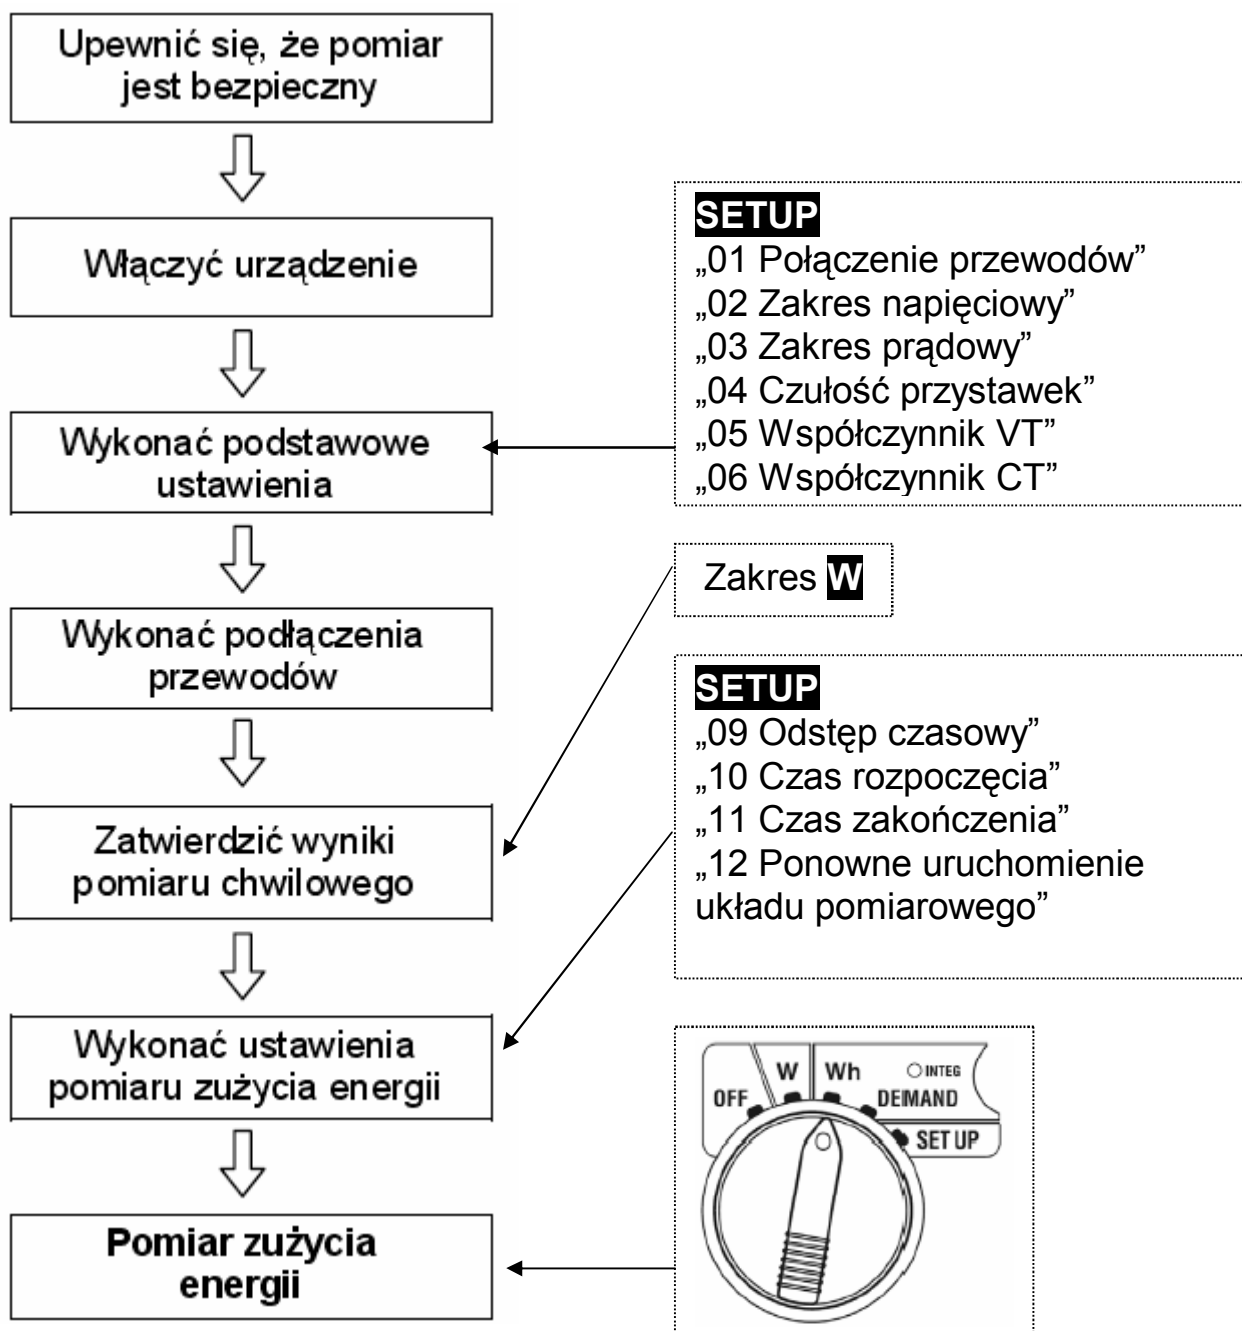 Upewnić się, że pomiar
jest bezpieczny
Włączyć urządzenie
Wykonać podstawowe
ustawienia
Wykonać podłączenia
przewodów
Zatwierdzić wyniki
pomiaru chwilowego
Wykonać ustawienia
pomiaru zużycia energii
Pomiar zużycia
energii
SETUP
„01 Połączenie przewodów”
„02 Zakres napięciowy”
„03 Zakres prądowy”
„04 Czułość przystawek”
„05 Współczynnik VT”
„06 Współczynnik CT”
Zakres W
SETUP
„09 Odstęp czasowy”
„10 Czas rozpoczęcia”
„11 Czas zakończenia”
„12 Ponowne uruchomienie
układu pomiarowego”
OFF
W
Wh
INTEG
DEMAND
SET UP